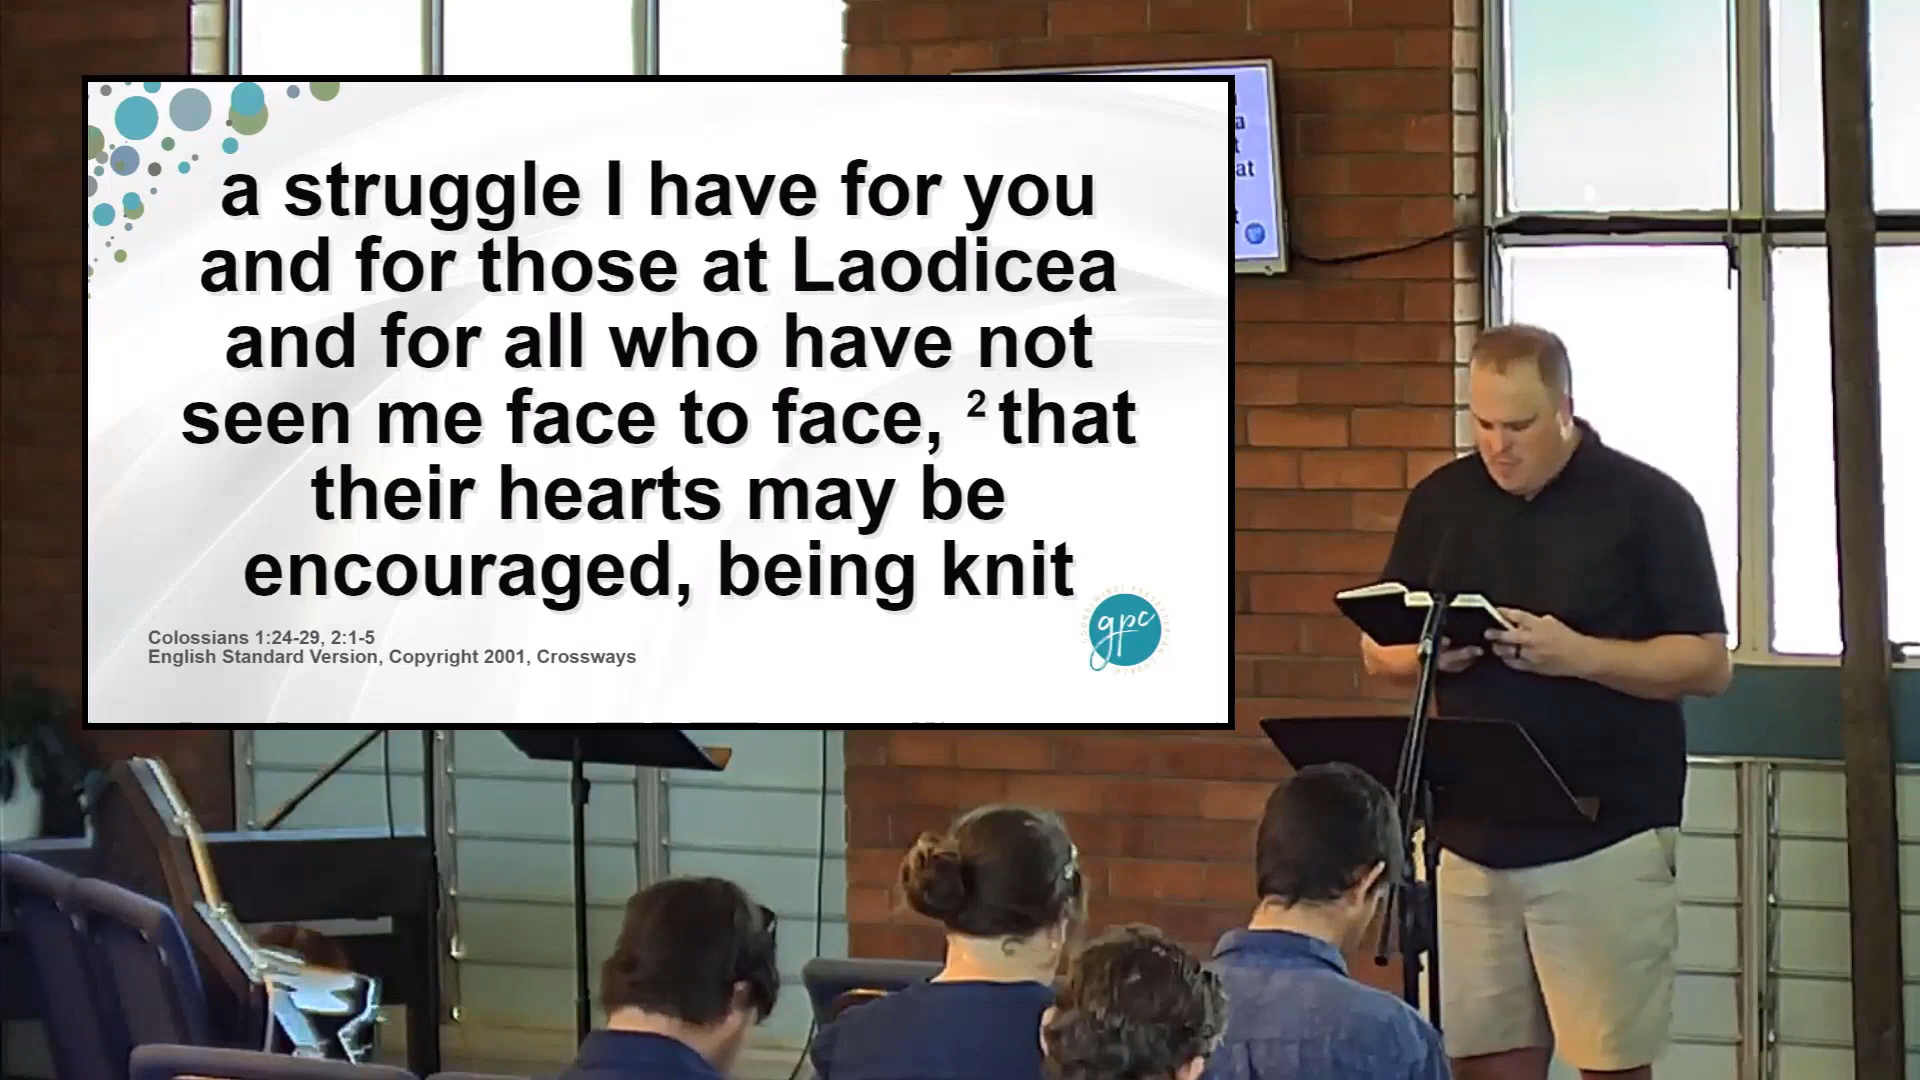 a struggle I have for you
and for those at Laodicea
and for all who have not
seen me face to face, ² that
their hearts may be
encouraged, being knit
Colossians 1:24-29, 2:1-5
English Standard Version, Copyright 2001, Crossways
gpc
a
at